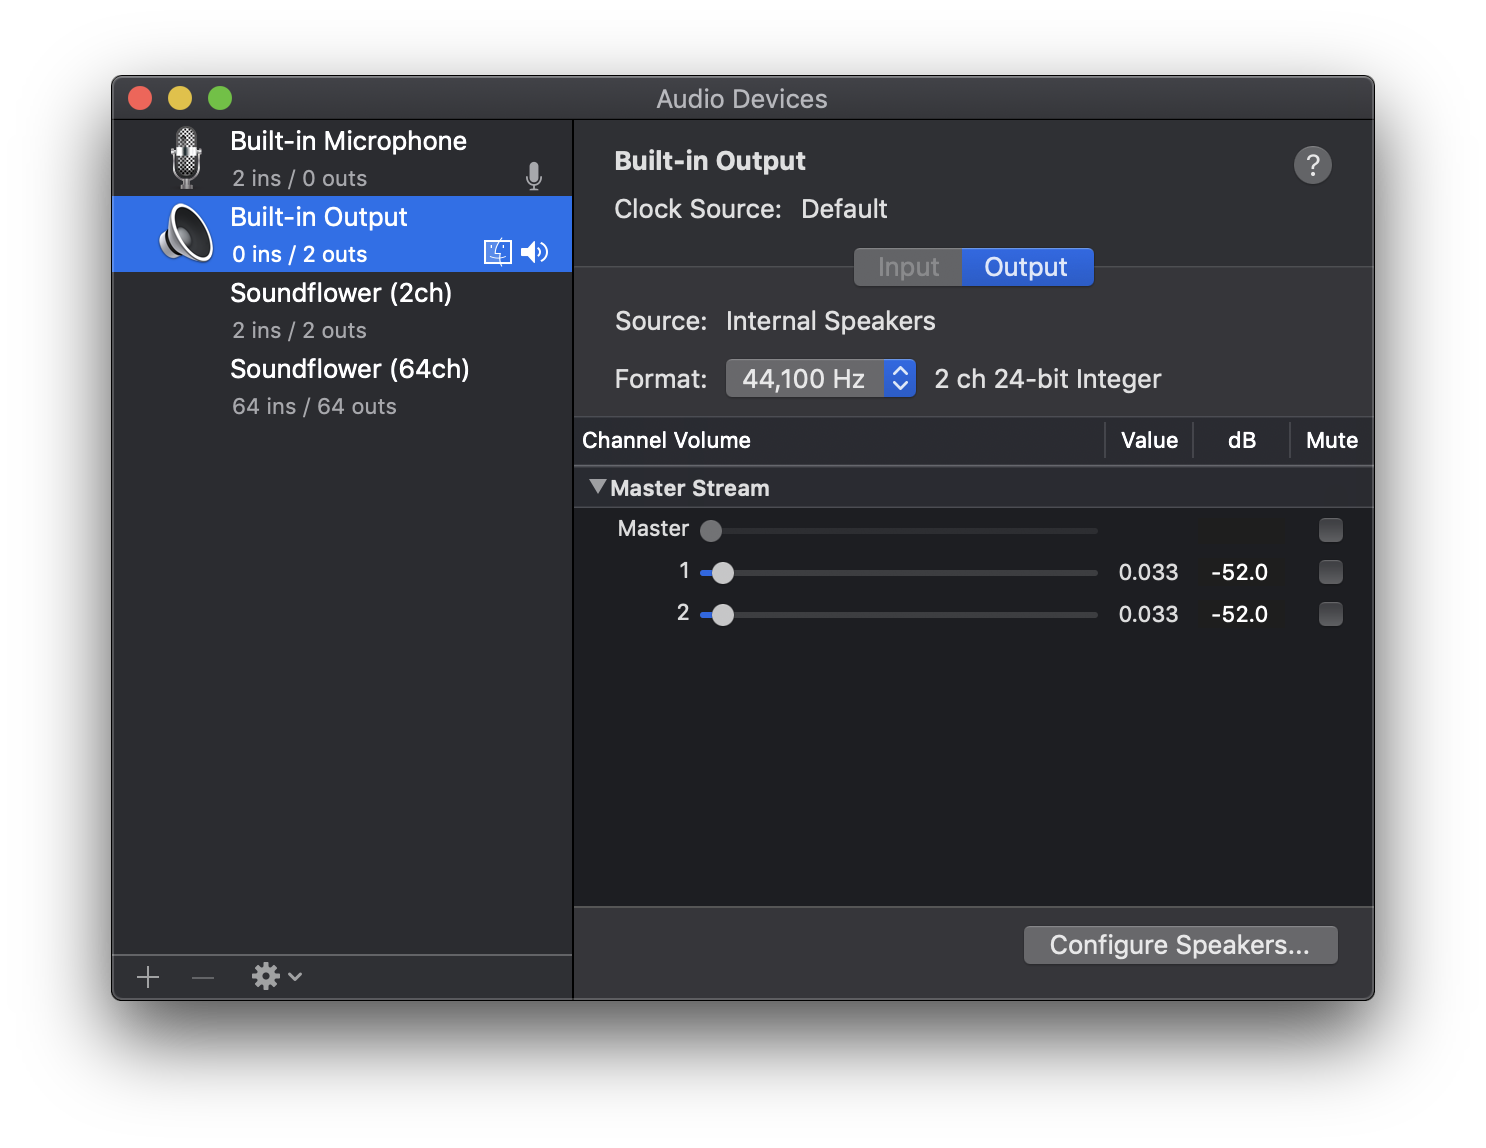 Audio Devices
Built-in Microphone
2 ins / 0 outs
Built-in Output
0 ins / 2 outs
Soundflower (2ch)
2 ins / 2 outs
Soundflower (64ch)
64 ins / 64 outs
Built-in Output
?
Clock Source: Default
Input Output
Source: Internal Speakers
Format: 44,100 Hz 2 ch 24-bit Integer
Channel Volume Value dB Mute
Master Stream
Master
1 0.033 -52.0
2 0.033 -52.0
Configure Speakers...